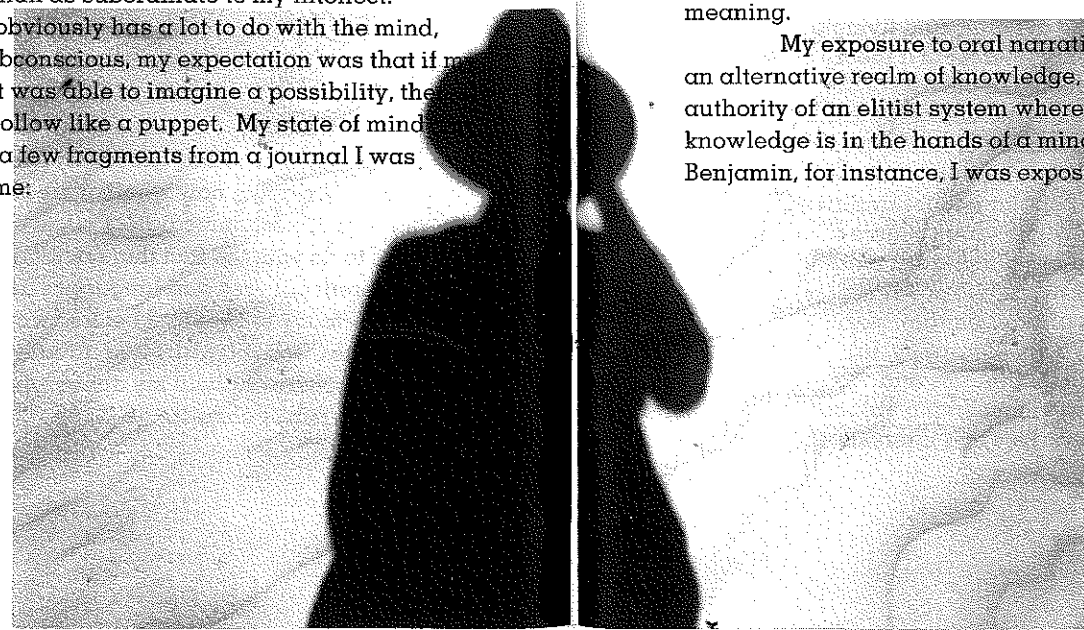 obviously has a lot to do with the mind,
bconscious, my expectation was that if
t was able to imagine a possibility, the
ollow like a puppet. My state of mind
a few fragments from a journal I was
me:
meaning.
My exposure to oral narrati
an alternative realm of knowledge,
authority of an elitist system where
knowledge is in the hands of a mino
Benjamin, for instance, I was expos